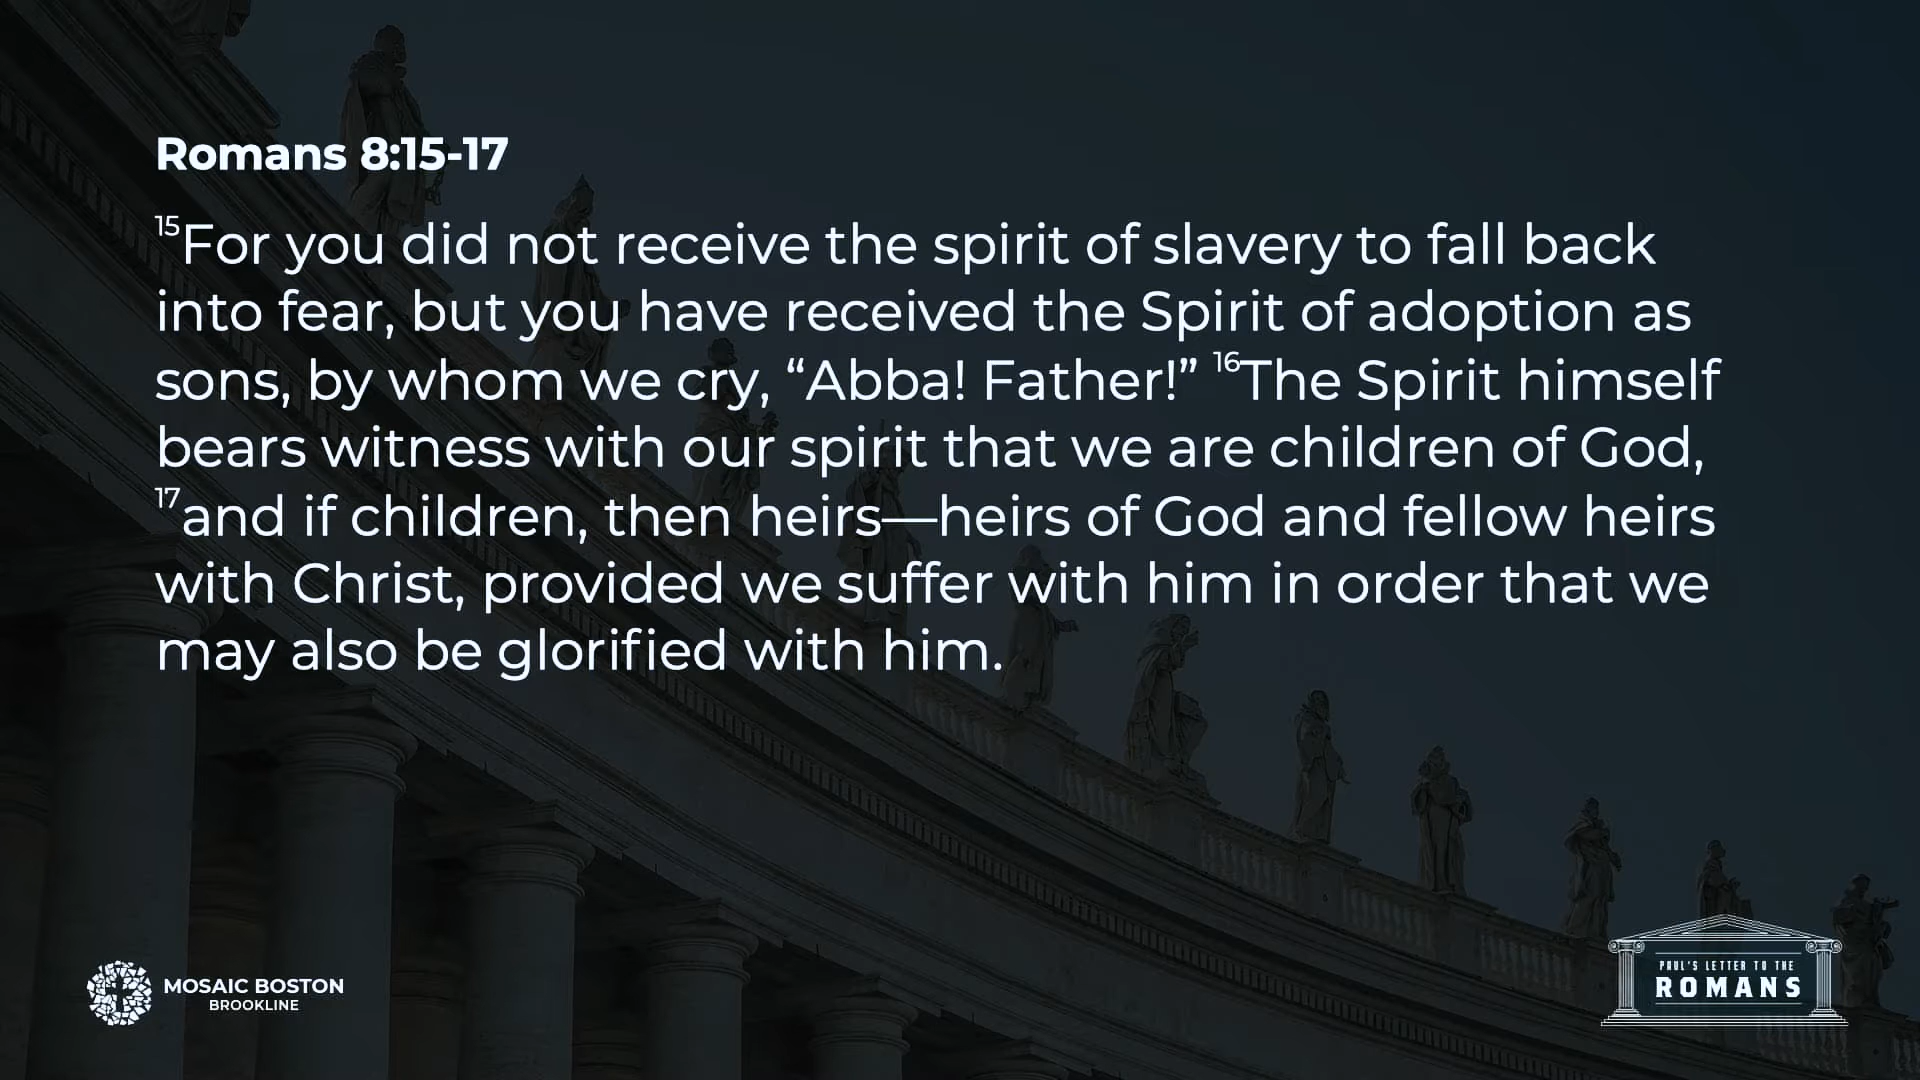 Romans 8:15-17
15For you did not receive the spirit of slavery to fall back
into fear, but you have received the Spirit of adoption as
sons, by whom we cry, “Abba! Father!” 16The Spirit himself
bears witness with our spirit that we are children of God,
17and if children, then heirs—heirs of God and fellow heirs
with Christ, provided we suffer with him in order that we
may also be glorified with him.
MOSAIC BOSTON
BROOKLINE
PAUL'S LETTER TO THE
ROMANS